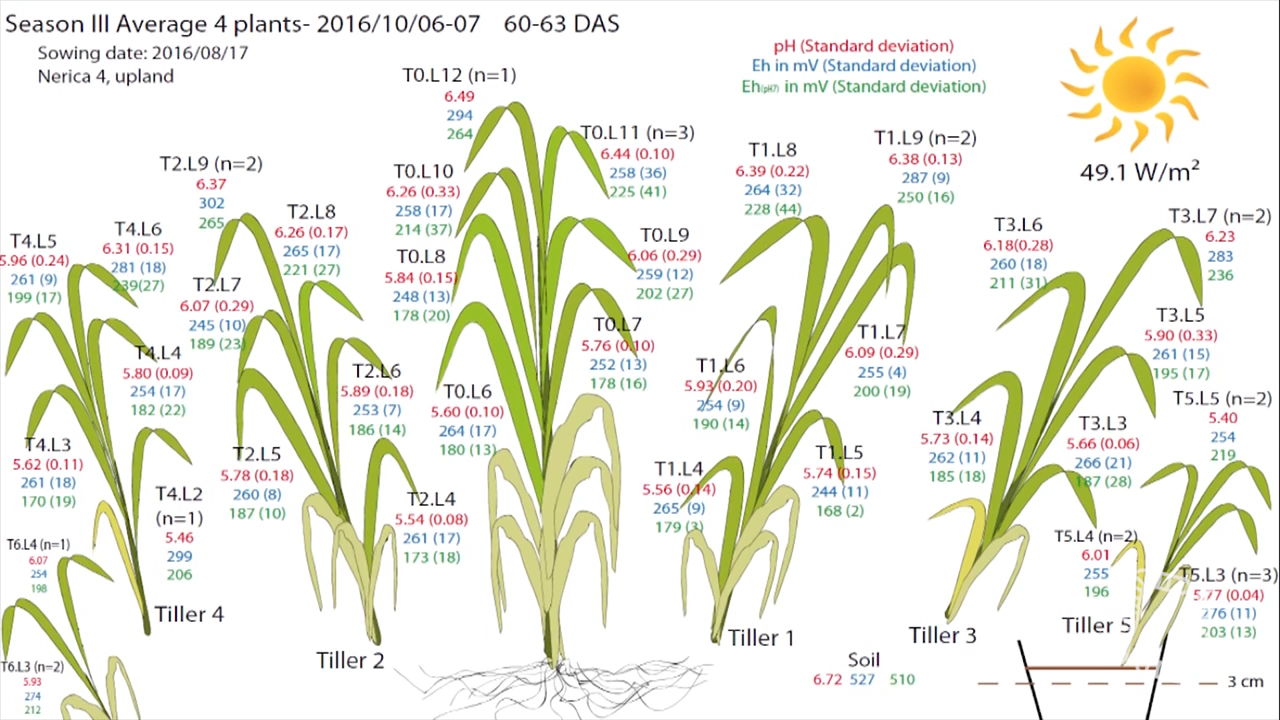 Season III Average 4 plants- 2016/10/06-07 60-63 DAS
Sowing date: 2016/08/17
Nerica 4, upland
pH (Standard deviation)
Eh in mV (Standard deviation)
Eh(pH7) in mV (Standard deviation)
49.1 W/m²
T0.L12 (n=1)
6.49
294
264
T0.L11 (n=3)
6.44 (0.10)
258 (36)
225 (41)
T0.L10
6.26 (0.33)
258 (17)
214 (37)
T0.L9
6.06 (0.29)
259 (12)
202 (27)
T0.L8
5.84 (0.15)
248 (13)
178 (20)
T0.L7
5.76 (0.10)
252 (13)
178 (16)
T0.L6
5.60 (0.10)
264 (17)
180 (13)
T2.L9 (n=2)
6.37
302
265
T2.L8
6.26 (0.17)
265 (17)
221 (27)
T2.L7
6.07 (0.29)
245 (10)
189 (23)
T2.L6
5.89 (0.18)
253 (7)
186 (14)
T2.L5
5.78 (0.18)
260 (8)
187 (10)
T2.L4
5.54 (0.08)
261 (17)
173 (18)
Tiller 2
T4.L6
6.31 (0.15)
281 (18)
239(27)
T4.L5
5.96 (0.24)
261 (9)
199 (17)
T4.L4
5.80 (0.09)
254 (17)
182 (22)
T4.L3
5.62 (0.11)
261 (18)
170 (19)
T4.L2
(n=1)
5.46
299
206
Tiller 4
T6.L4 (n=1)
6.07
254
198
T6.L3 (n=2)
5.93
274
212
T1.L9 (n=2)
6.38 (0.13)
287 (9)
250 (16)
T1.L8
6.39 (0.22)
264 (32)
228 (44)
T1.L7
6.09 (0.29)
255 (4)
200 (19)
T1.L6
5.93 (0.20)
254 (9)
190 (14)
T1.L5
5.74 (0.15)
244 (11)
168 (2)
T1.L4
5.56 (0.14)
265 (9)
179 (3)
Tiller 1
T3.L7 (n=2)
6.23
283
236
T3.L6
6.18(0.28)
260 (18)
211 (31)
T3.L5
5.90 (0.33)
261 (15)
195 (17)
T3.L4
5.73 (0.14)
262 (11)
185 (18)
T3.L3
5.66 (0.06)
266 (21)
187 (28)
Tiller 3
T5.L5 (n=2)
5.40
254
219
T5.L4 (n=2)
6.01
255
196
T5.L3 (n=3)
5.77 (0.04)
276 (11)
203 (13)
Tiller 5
Soil
6.72 527 510
3 cm